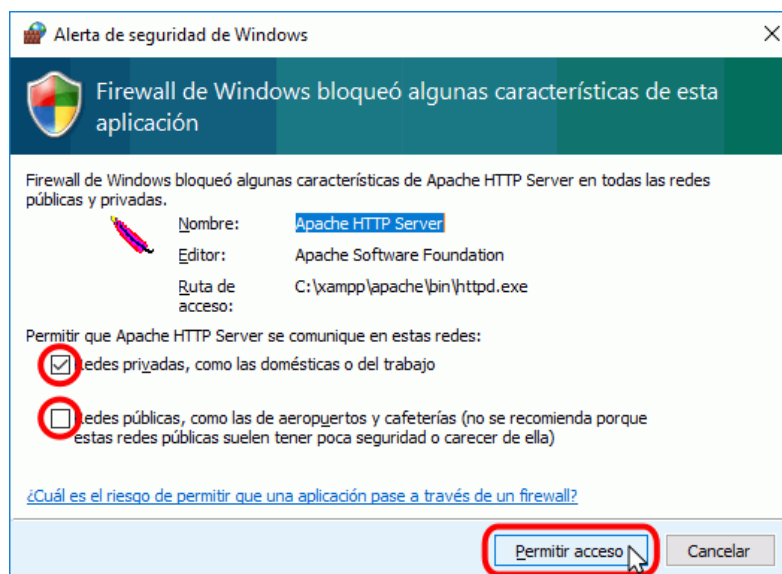 Alerta de seguridad de Windows
Firewall de Windows bloqueó algunas características de esta
aplicación
Firewall de Windows bloqueó algunas características de Apache HTTP Server en todas las redes
públicas y privadas.
Nombre: Apache HTTP Server
Editor: Apache Software Foundation
Ruta de C:\xampp\apache\bin\httpd.exe
acceso:
Permitir que Apache HTTP Server se comunique en estas redes:
Redes privadas, como las domésticas o del trabajo
Redes públicas, como las de aeropuertos y cafeterías (no se recomienda porque
estas redes públicas suelen tener poca seguridad o carecer de ella)
¿Cuál es el riesgo de permitir que una aplicación pase a través de un firewall?
Permitir acceso Cancelar